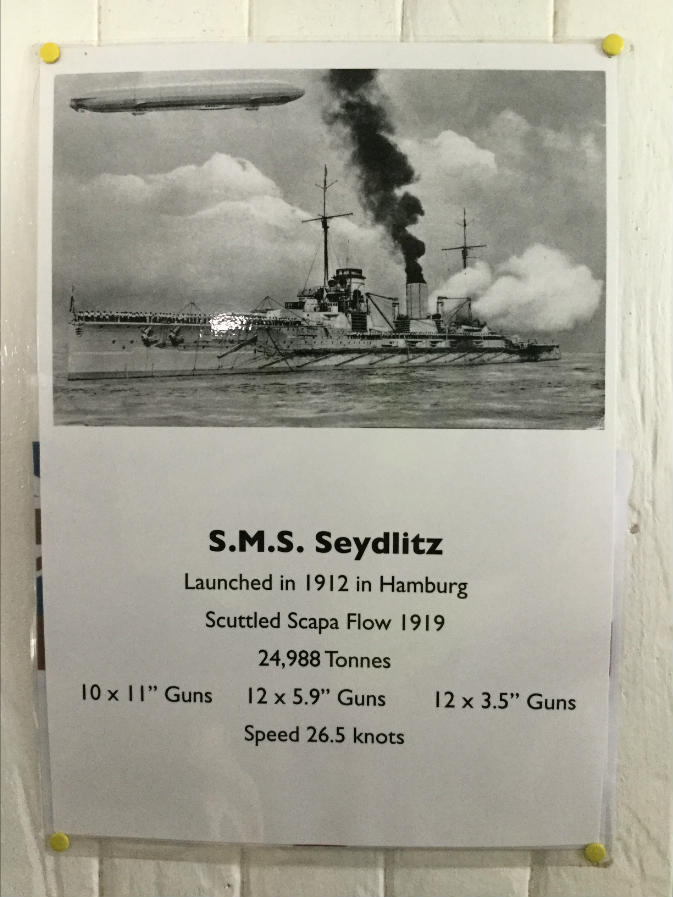 S.M.S. Seydlitz
Launched in 1912 in Hamburg
Scuttled Scapa Flow 1919
24,988 Tonnes
10 x 11” Guns 12 x 5.9” Guns 12 x 3.5” Guns
Speed 26.5 knots